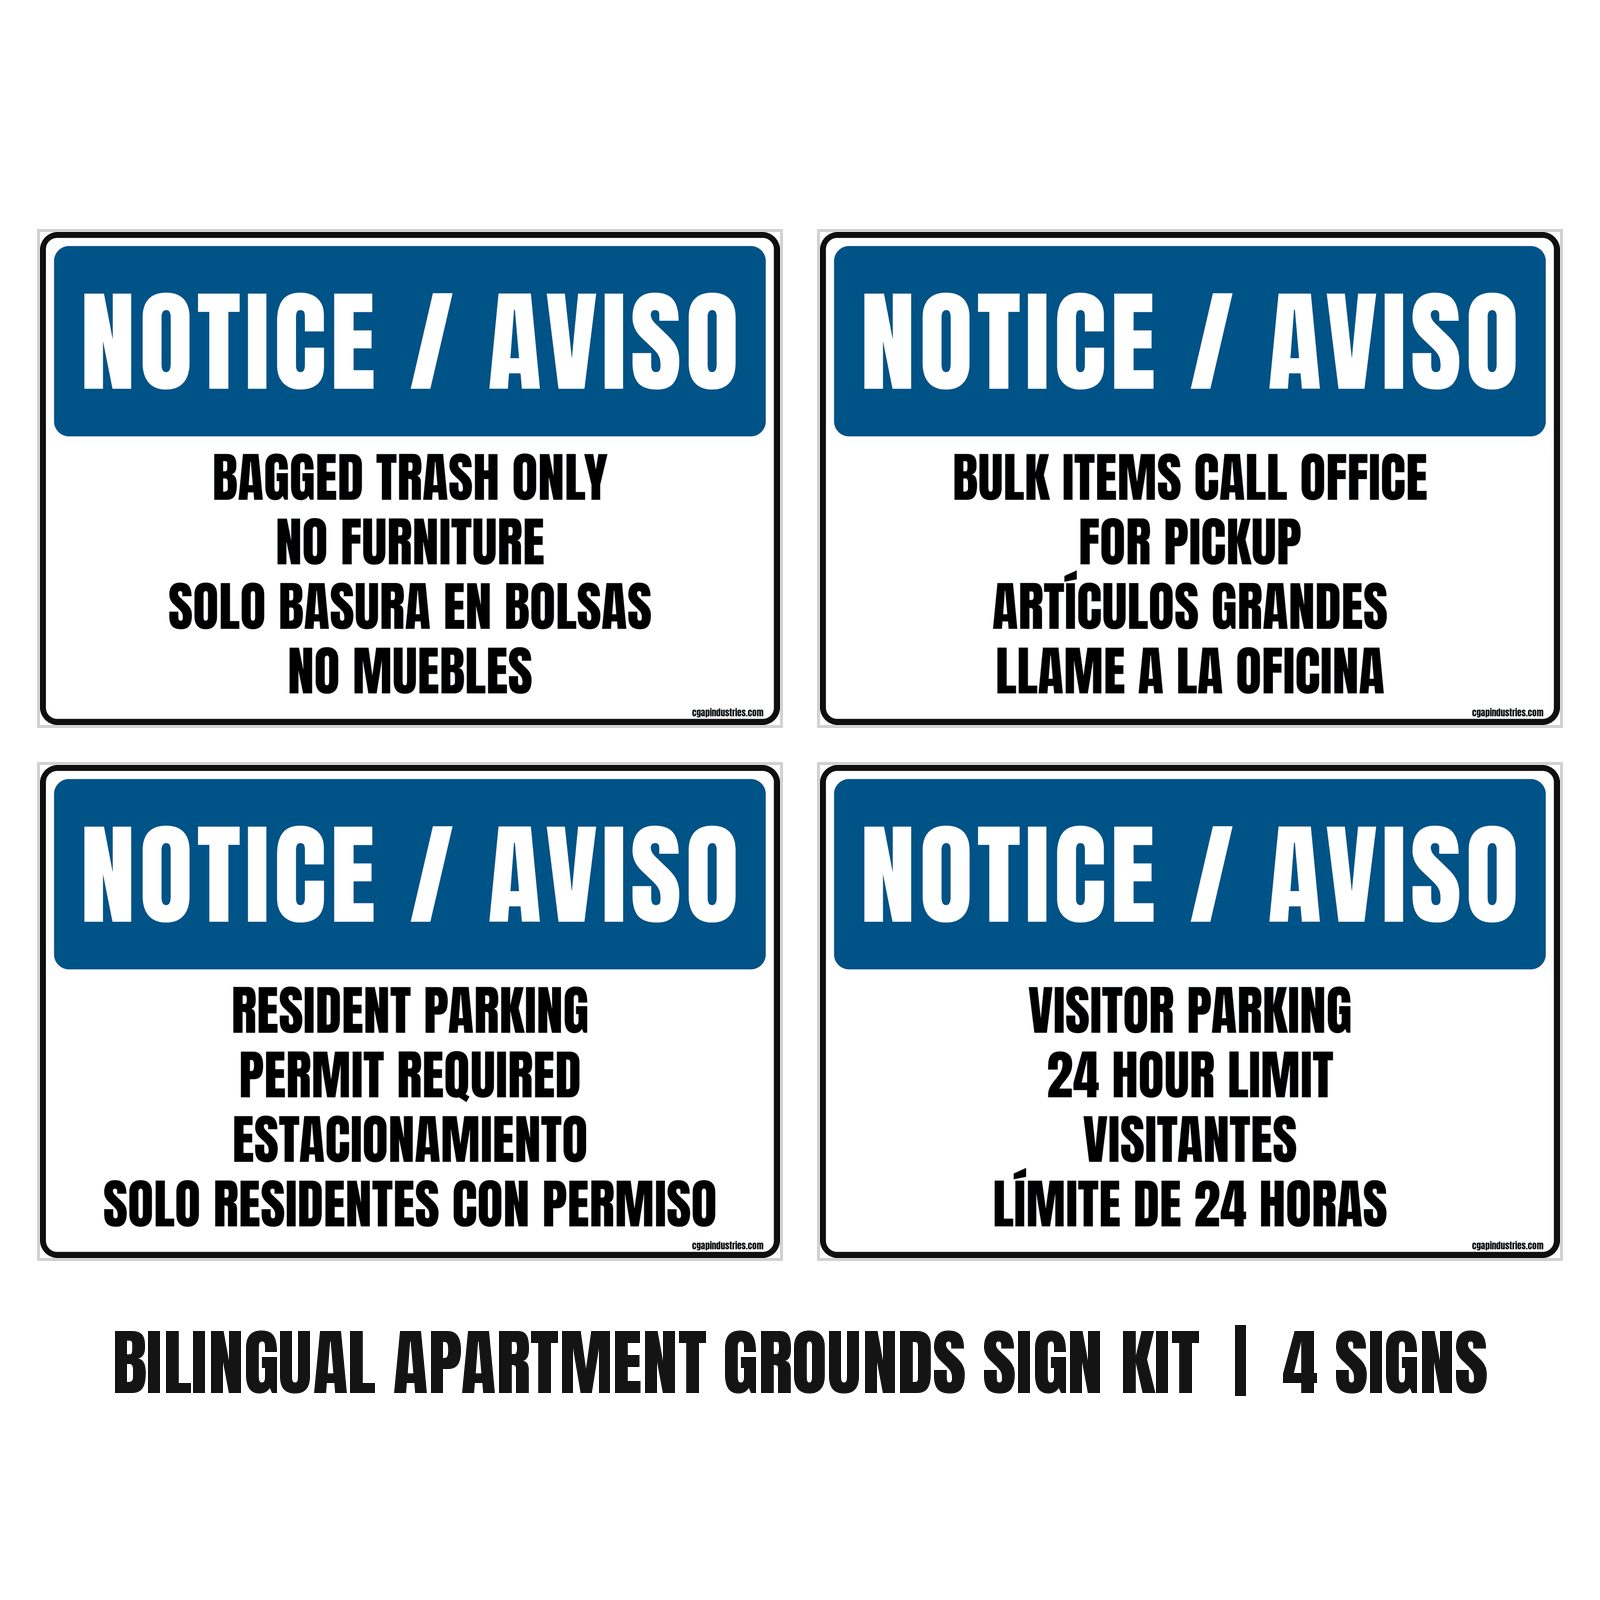 NOTICE / AVISO
BAGGED TRASH ONLY
NO FURNITURE
SOLO BASURA EN BOLSAS
NO MUEBLES
cgapindustries.com
NOTICE / AVISO
BULK ITEMS CALL OFFICE
FOR PICKUP
ARTÍCULOS GRANDES
LLAME A LA OFICINA
cgapindustries.com
NOTICE / AVISO
RESIDENT PARKING
PERMIT REQUIRED
ESTACIONAMIENTO
SOLO RESIDENTES CON PERMISO
cgapindustries.com
NOTICE / AVISO
VISITOR PARKING
24 HOUR LIMIT
VISITANTES
LÍMITE DE 24 HORAS
cgapindustries.com
BILINGUAL APARTMENT GROUNDS SIGN KIT | 4 SIGNS